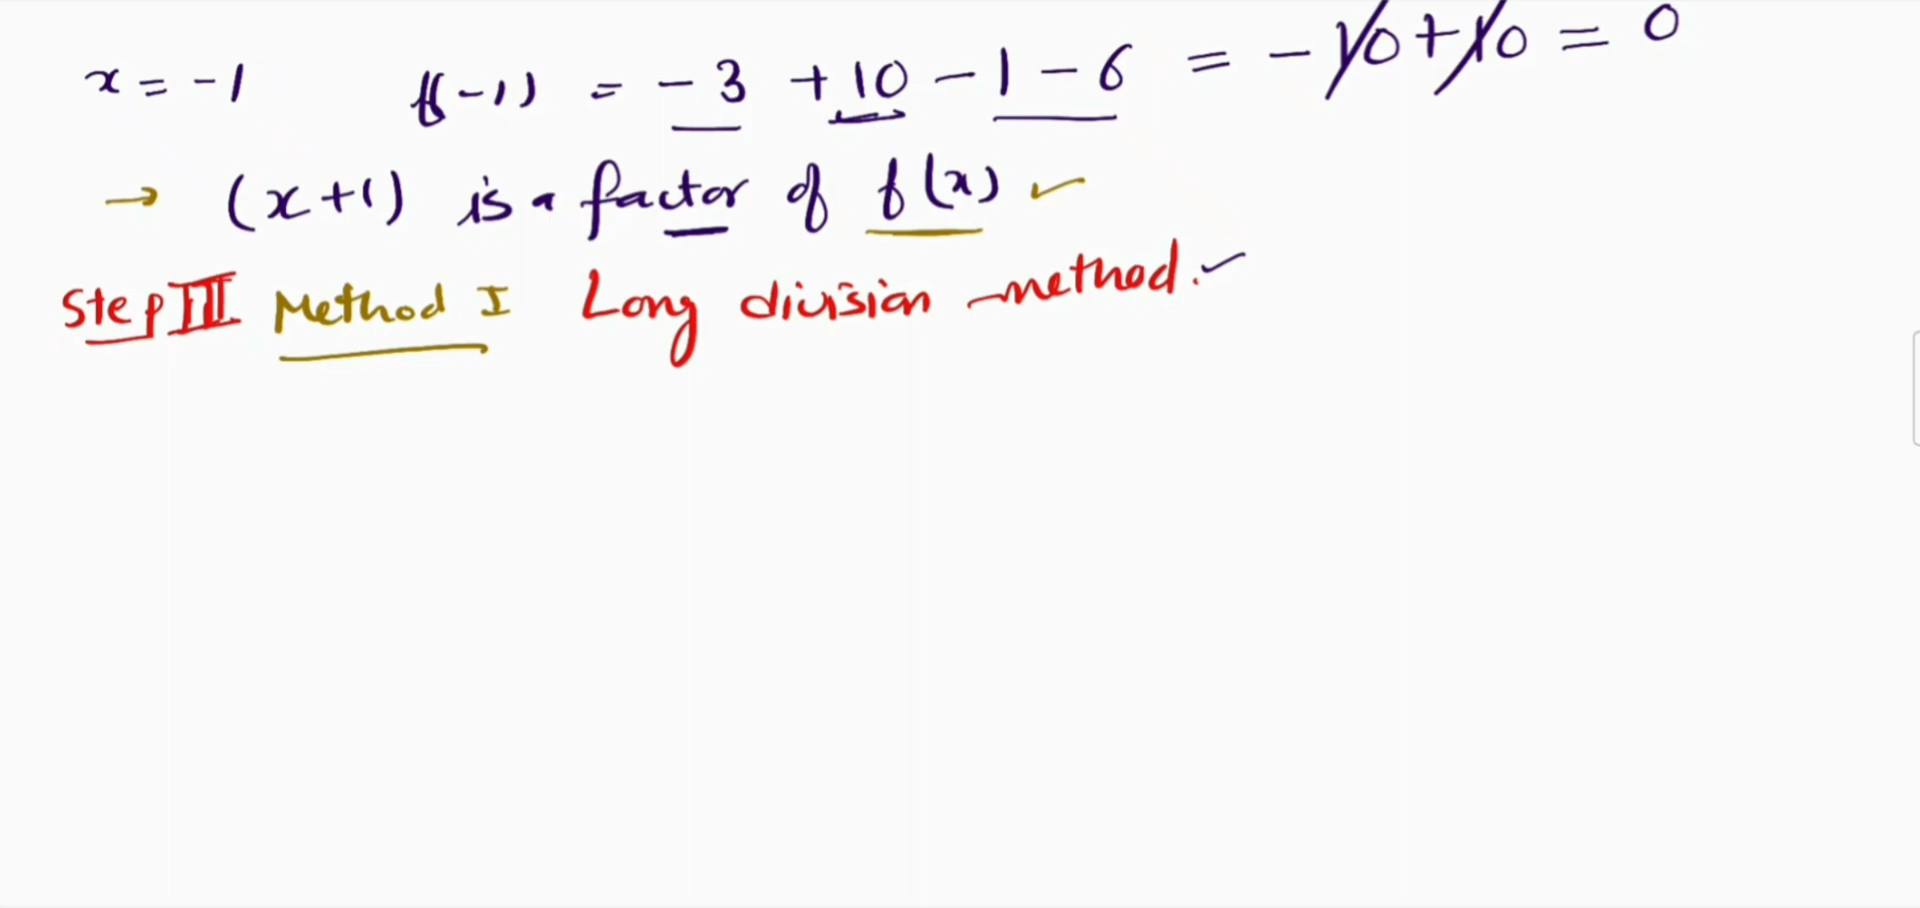 x = -1 f(-1) = -3 +10 -1 -6 = -10+10 = 0
→ (x+1) is a factor of f(x) ✓
Step III Method I Long division method. ✓